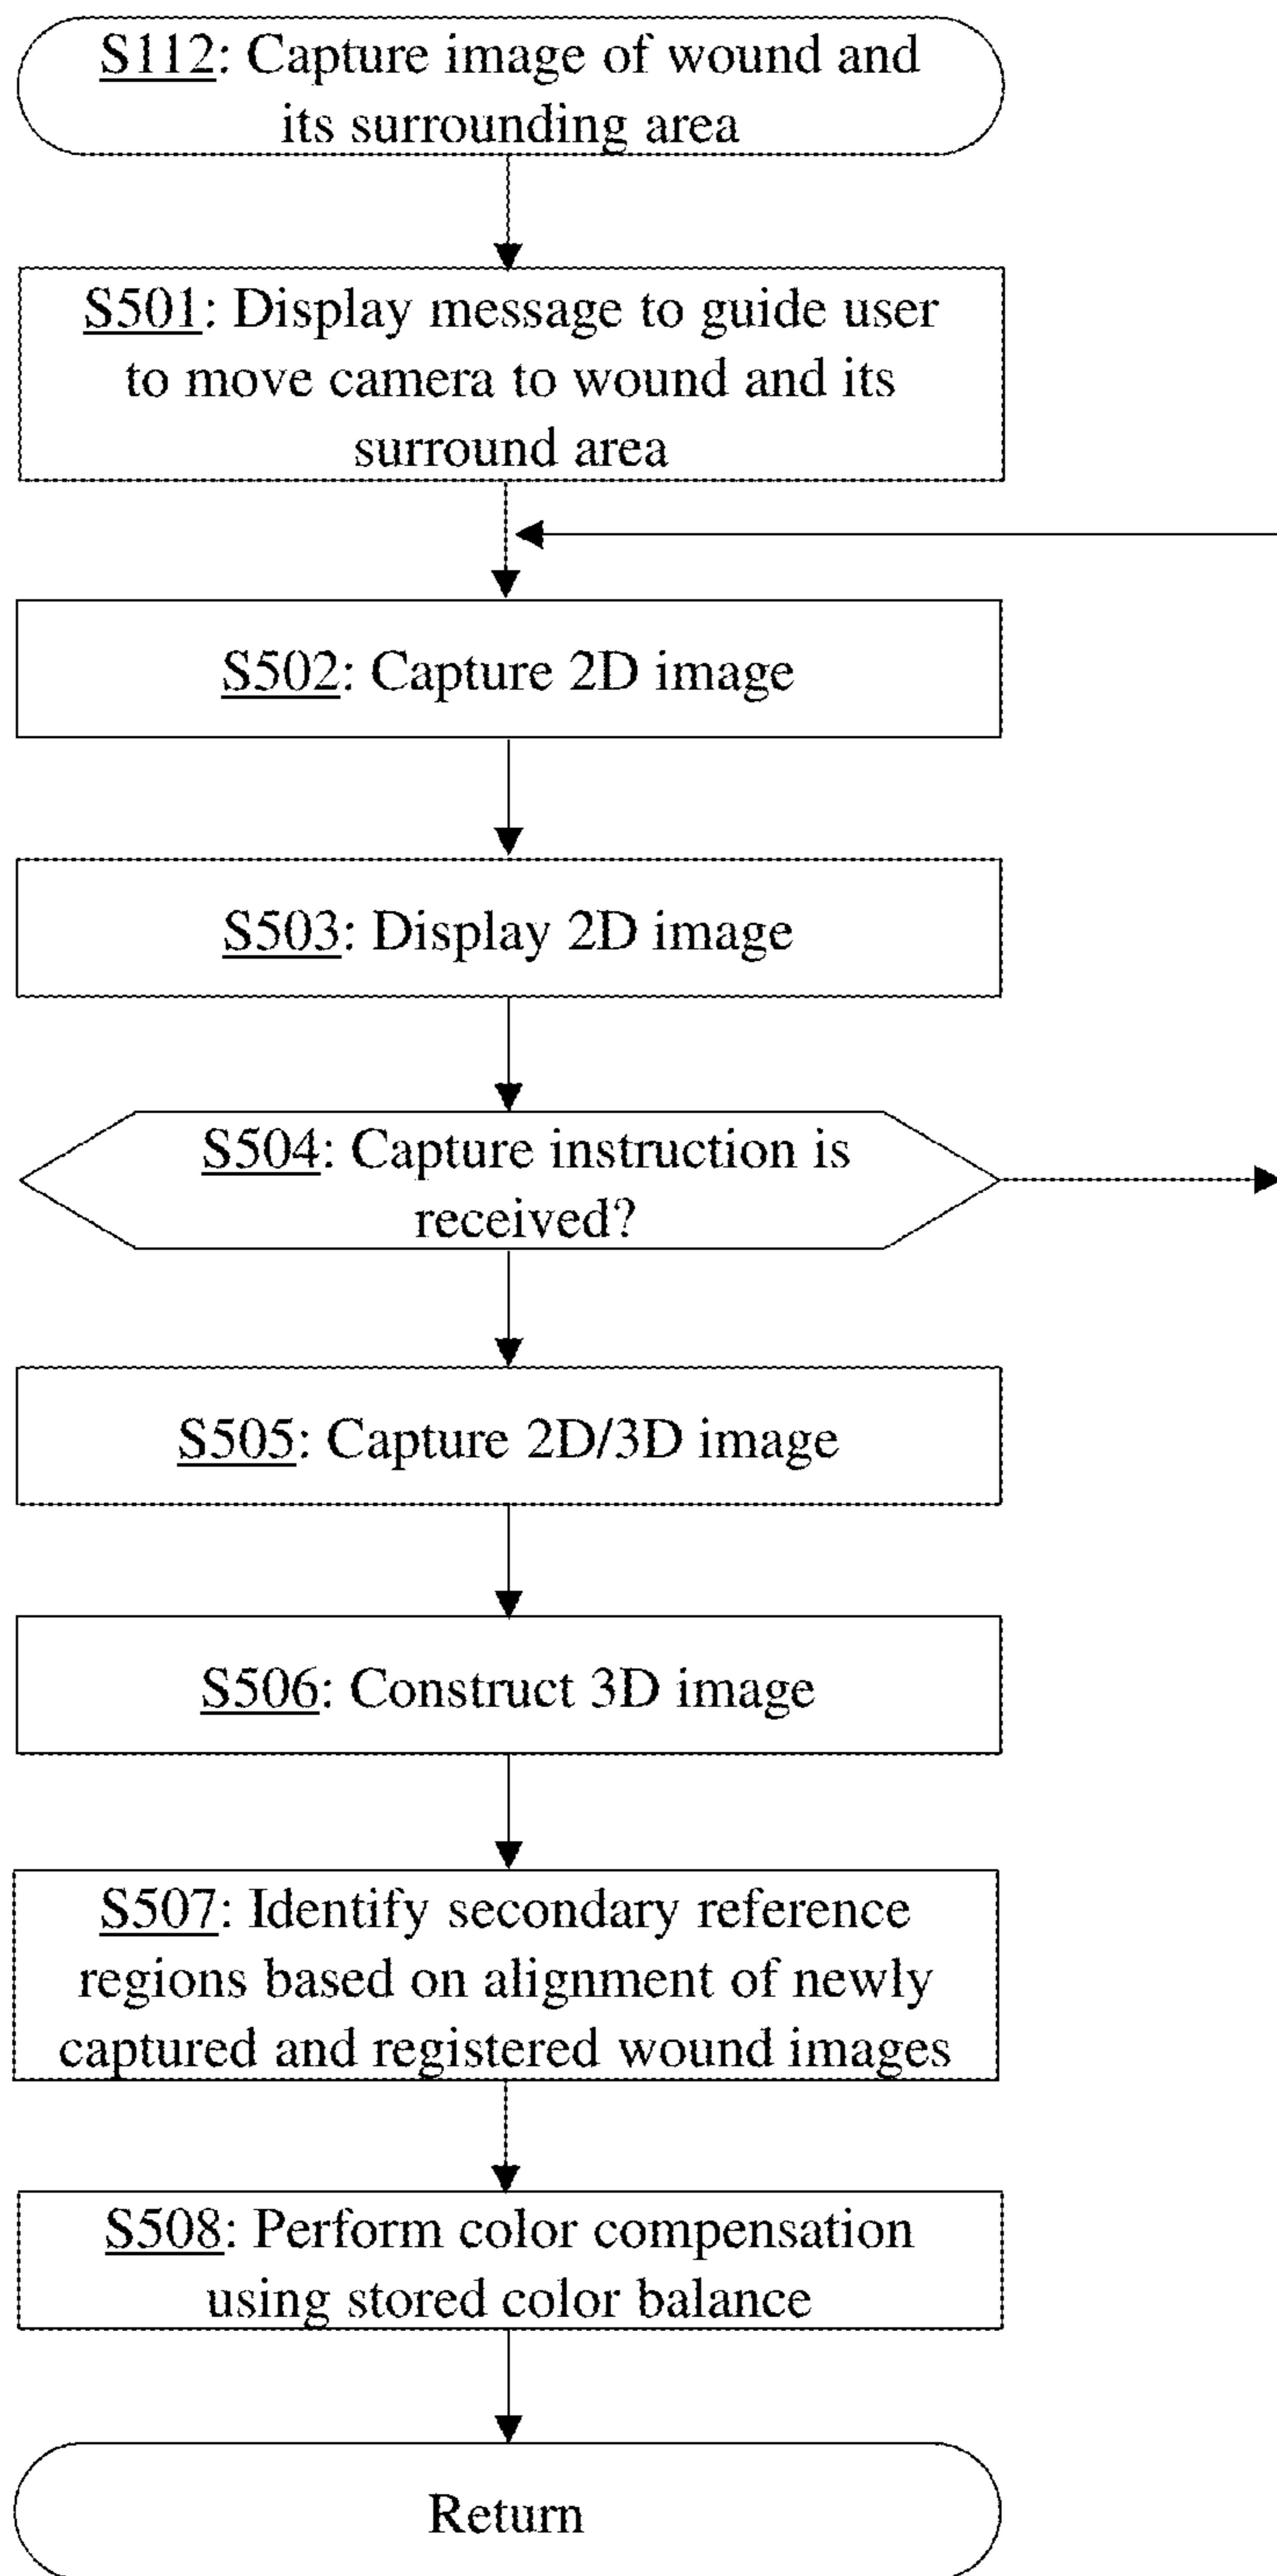 S112: Capture image of wound and
its surrounding area
S501: Display message to guide user
to move camera to wound and its
surround area
S502: Capture 2D image
S503: Display 2D image
S504: Capture instruction is
received?
S505: Capture 2D/3D image
S506: Construct 3D image
S507: Identify secondary reference
regions based on alignment of newly
captured and registered wound images
S508: Perform color compensation
using stored color balance
Return